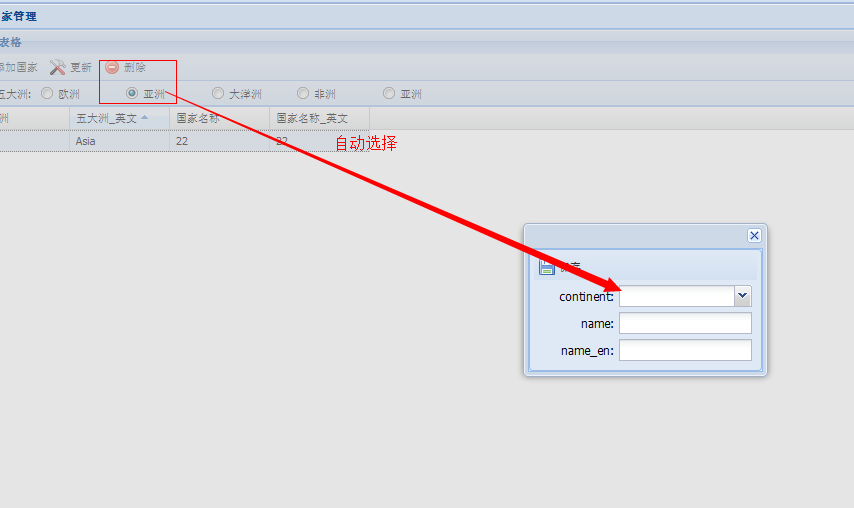 家管理
表格
添加国家 更新 删除
五大洲: 欧洲 亚洲 大洋洲 非洲 亚洲
洲 五大洲_英文 国家名称 国家名称_英文
Asia 22 22
自动选择
continent:
name:
name_en: